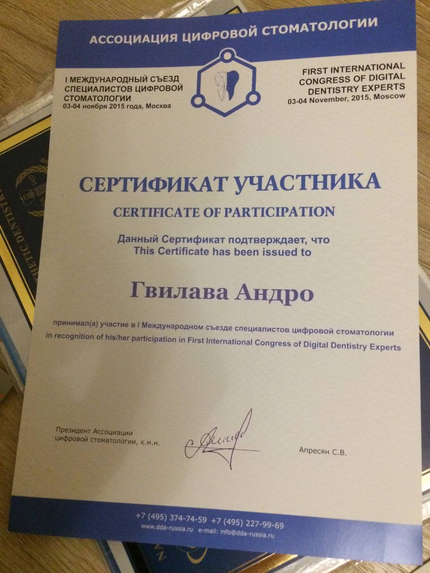 АССОЦИАЦИЯ ЦИФРОВОЙ СТОМАТОЛОГИИ
I МЕЖДУНАРОДНЫЙ СЪЕЗД
СПЕЦИАЛИСТОВ ЦИФРОВОЙ
СТОМАТОЛОГИИ
03-04 ноября 2015 года, Москва
FIRST INTERNATIONAL
CONGRESS OF DIGITAL
DENTISTRY EXPERTS
03-04 November, 2015, Moscow
СЕРТИФИКАТ УЧАСТНИКА
CERTIFICATE OF PARTICIPATION
Данный Сертификат подтверждает, что
This Certificate has been issued to
Гвилава Андро
принимал(а) участие в I Международном съезде специалистов цифровой стоматологии
in recognition of his/her participation in First International Congress of Digital Dentistry Experts
Президент Ассоциации
цифровой стоматологии, к.м.н.
Апресян С.В.
+7 (495) 374-74-59 +7 (495) 227-99-69
www.dda-russia.ru e-mail: info@dda-russia.ru